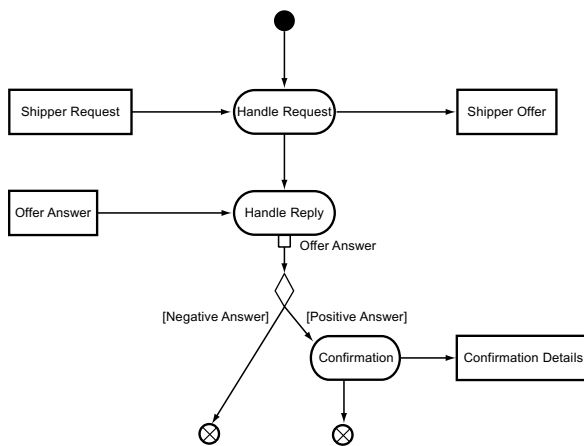 Shipper Request
Handle Request
Shipper Offer
Offer Answer
Handle Reply
Offer Answer
[Negative Answer]
[Positive Answer]
Confirmation
Confirmation Details